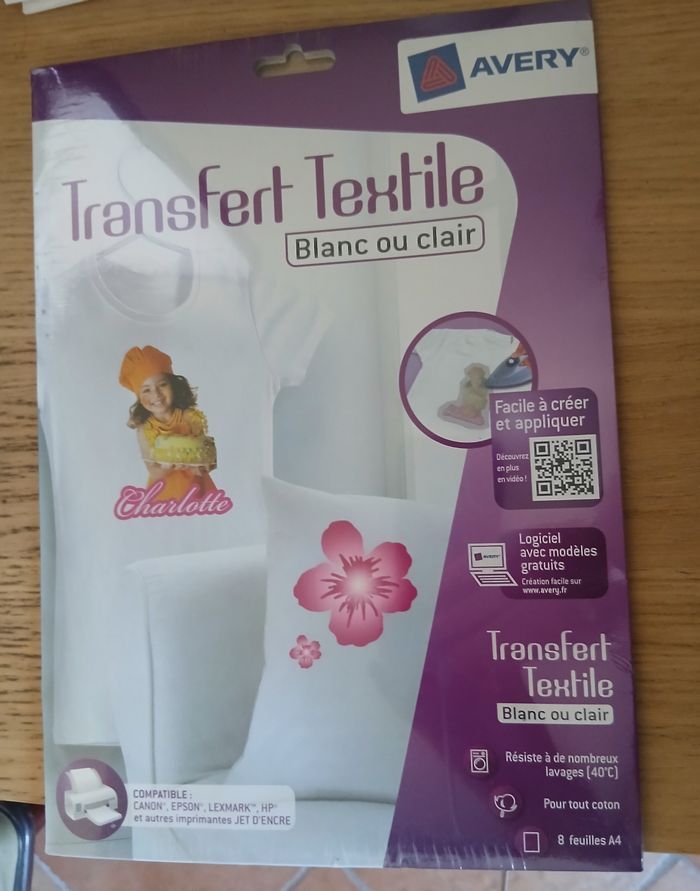 AVERY®
Transfert Textile
Blanc ou clair
Charlotte
Facile à créer
et appliquer
Découvrez
en plus
en vidéo !
AVERY
Logiciel
avec modèles
gratuits
Création facile sur
www.avery.fr
Transfert
Textile
Blanc ou clair
Résiste à de nombreux
lavages (40°C)
Pour tout coton
8 feuilles A4
COMPATIBLE :
CANON®, EPSON®, LEXMARK™, HP®
et autres imprimantes JET D'ENCRE